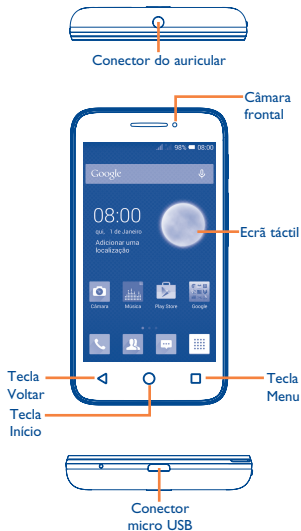 Conector do auricular
Câmara
frontal
98% 08:00
Google
08:00
qui, 1 de Janeiro
Adicionar uma
localização
Ecrã táctil
Câmara Música Play Store Google
Tecla
Voltar
Tecla
Início
Tecla
Menu
Conector
micro USB